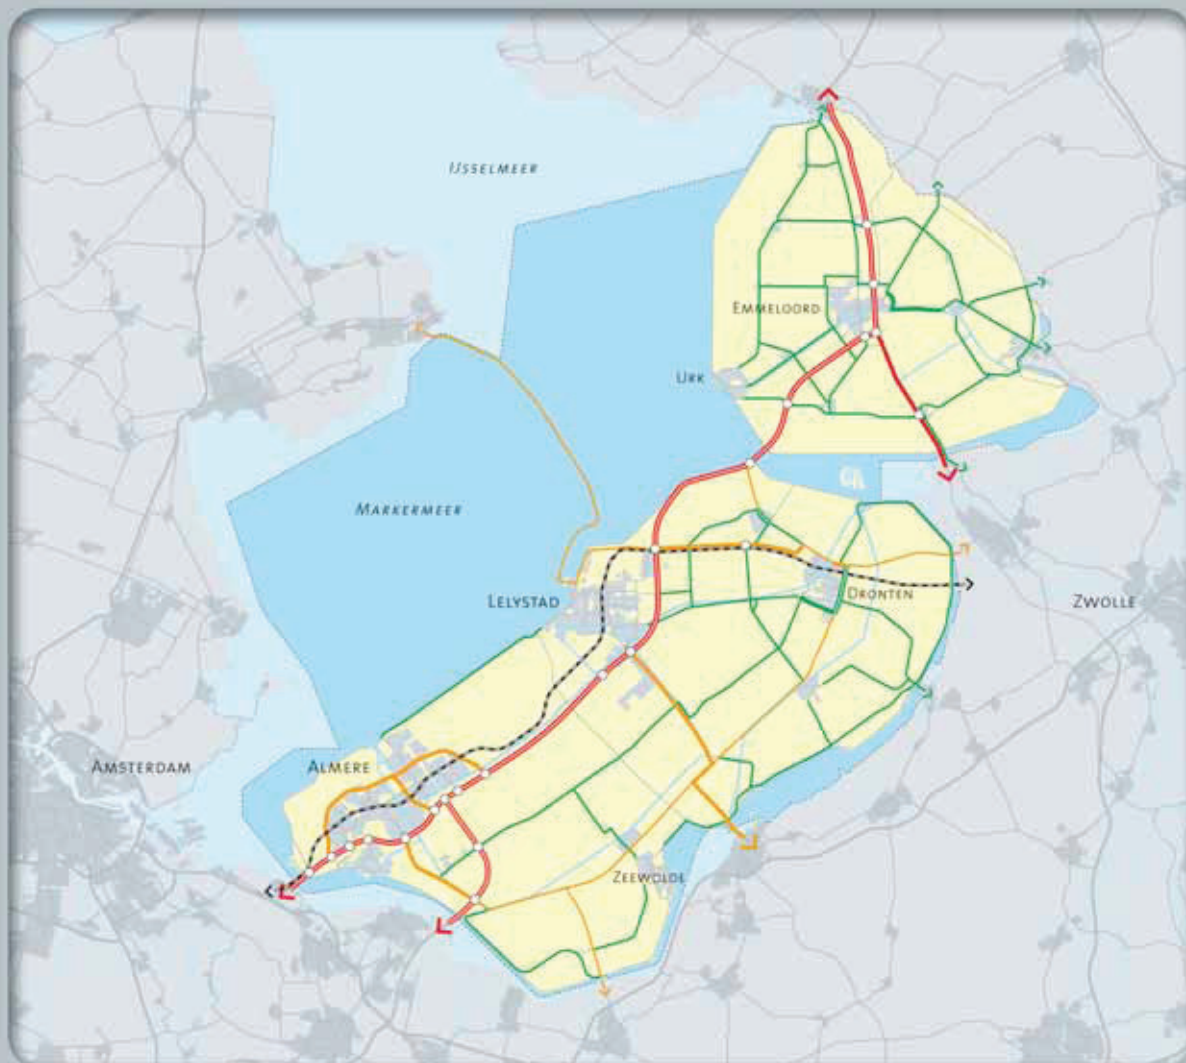 IJSSELMEER
EMMELOORD
URK
MARKERMEER
LELYSTAD
DRONTEN
ZWOLLE
AMSTERDAM
ALMERE
ZEEWOLDE